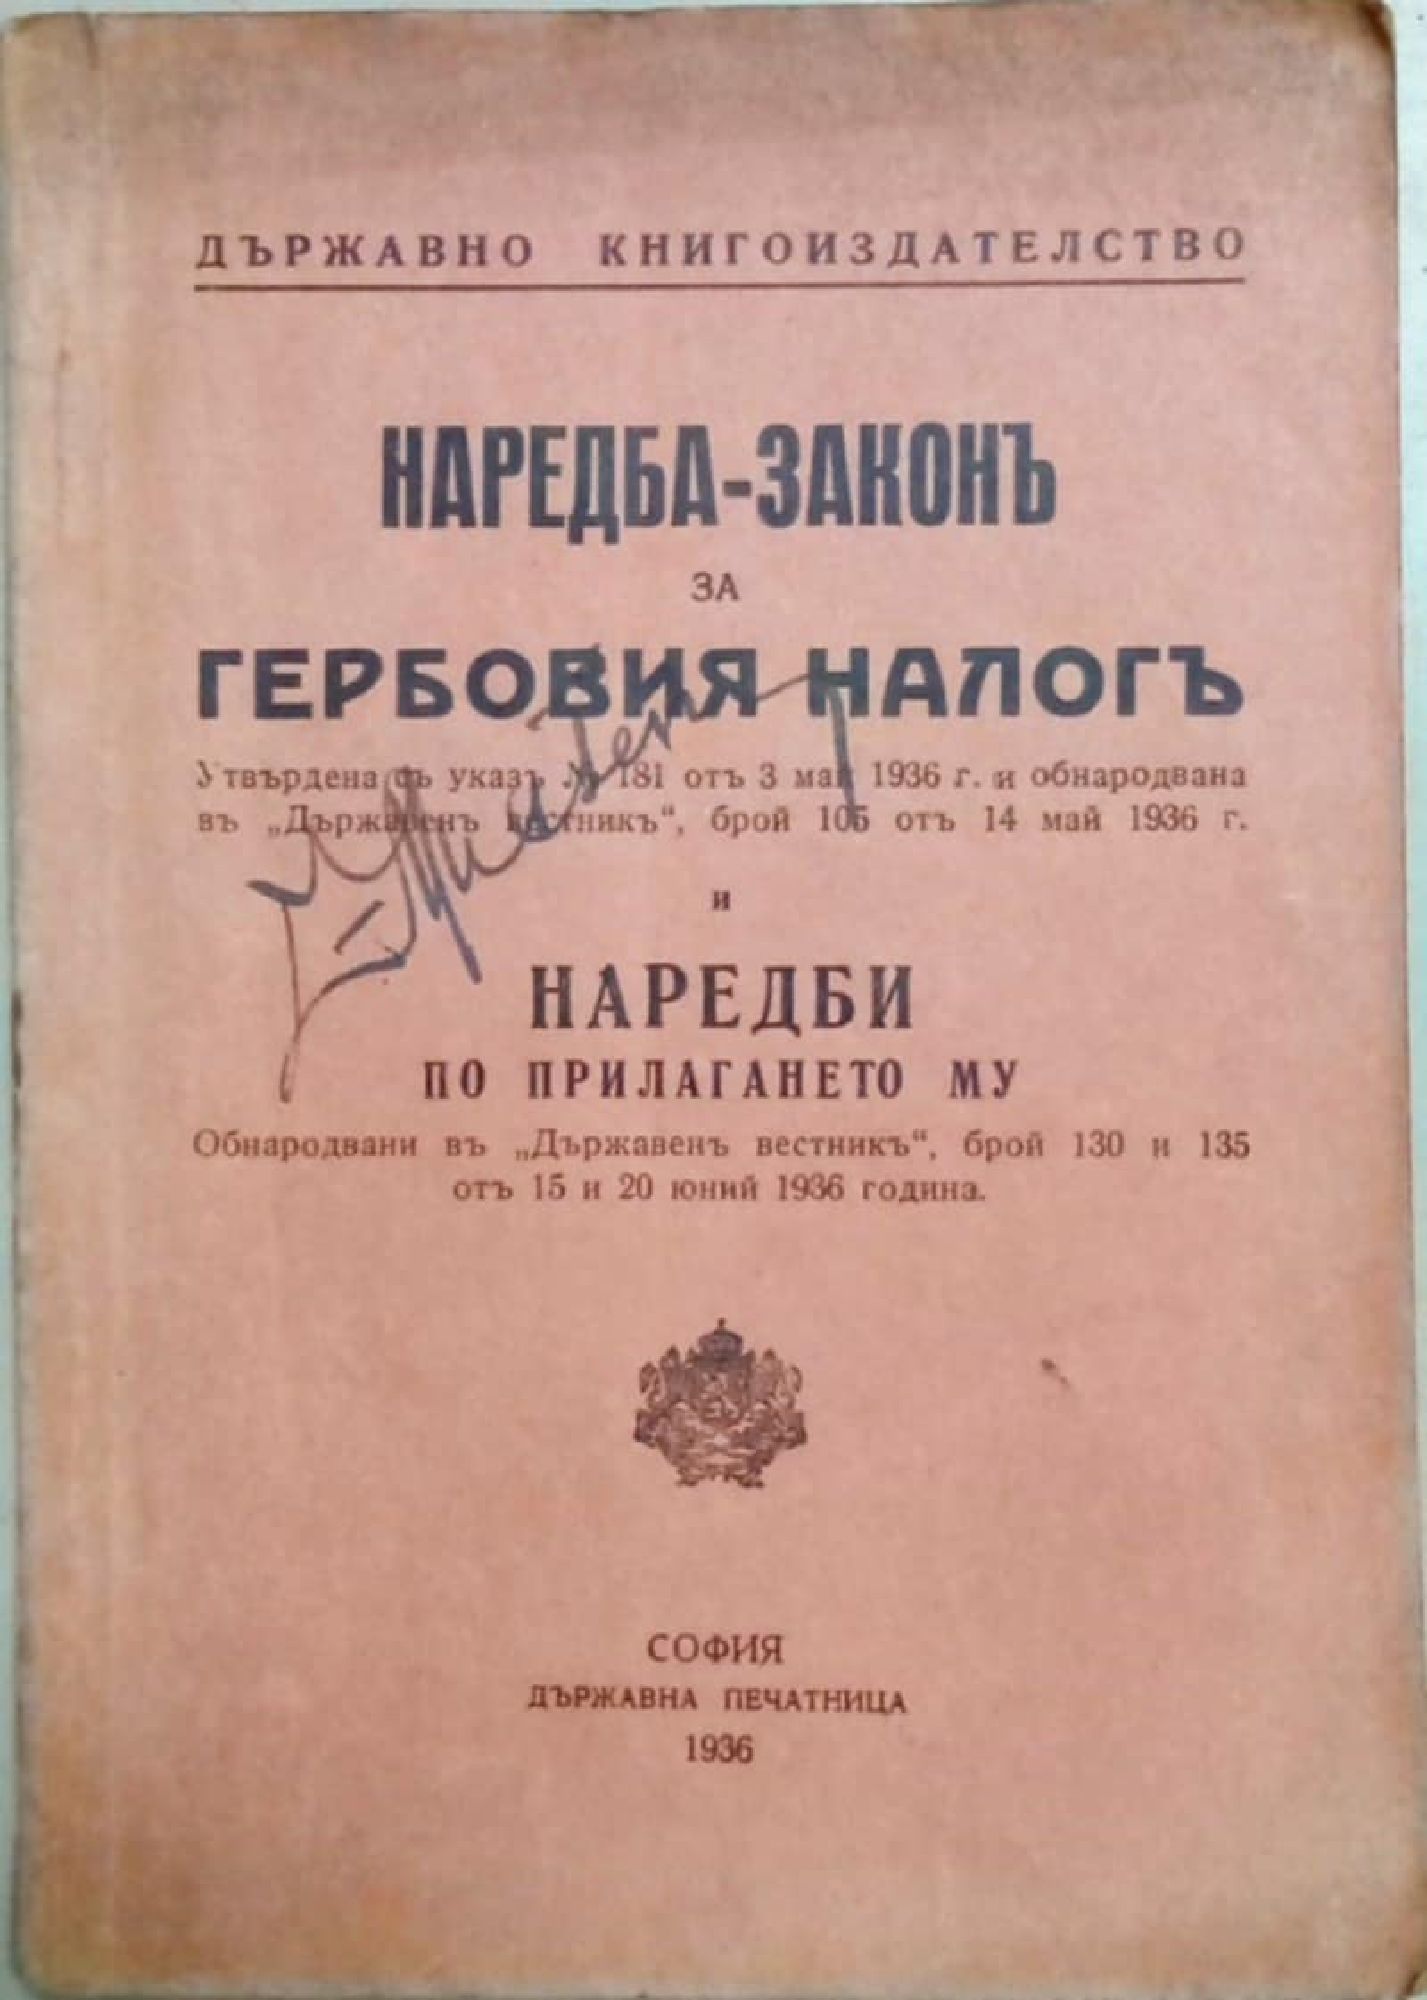 ДЪРЖАВНО КНИГОИЗДАТЕЛСТВО
НАРЕДБА-ЗАКОНЪ
ЗА
ГЕРБОВИЯ НАЛОГЪ
Утвърдена съ указъ № 181 отъ 3 май 1936 г. и обнародвана
въ „Държавенъ вестникъ“, брой 105 отъ 14 май 1936 г.
и
НАРЕДБИ
ПО ПРИЛАГАНЕТО МУ
Обнародвани въ „Държавенъ вестникъ“, брой 130 и 135
отъ 15 и 20 юний 1936 година.
СОФИЯ
ДЪРЖАВНА ПЕЧАТНИЦА
1936